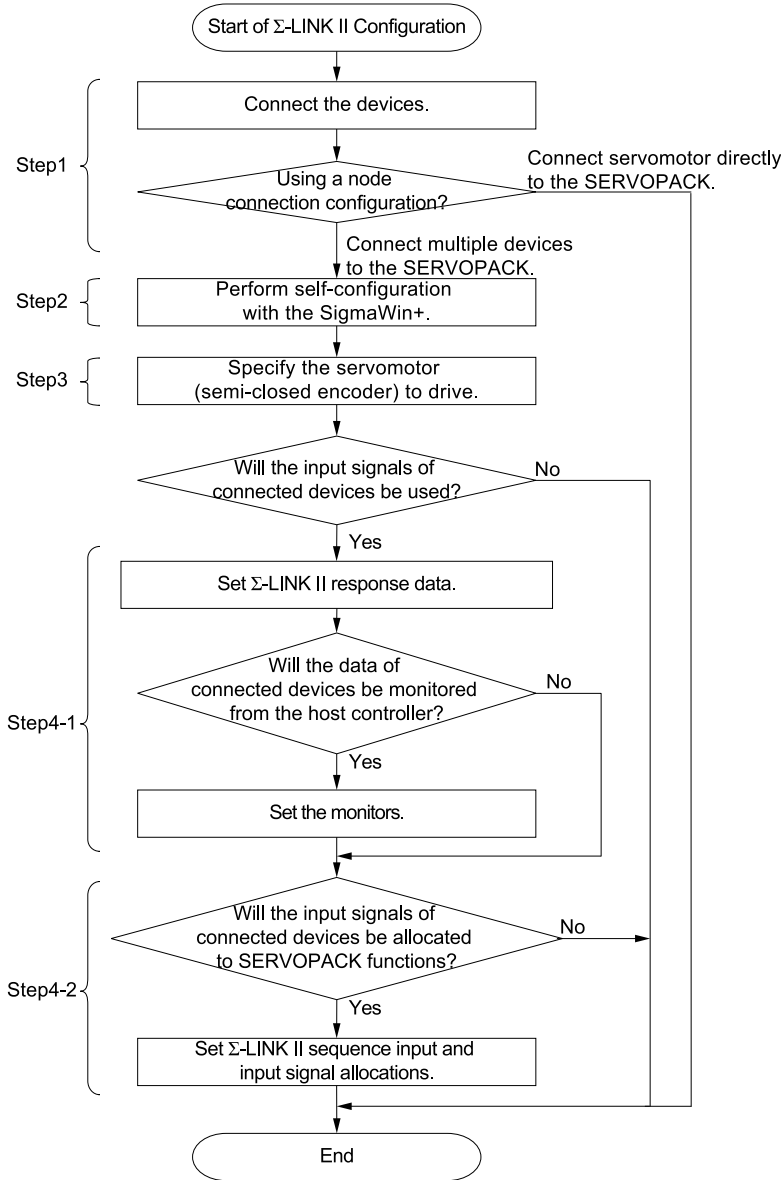 Start of Σ-LINK II Configuration
Step1
Connect the devices.
Using a node
connection configuration?
Connect servomotor directly
to the SERVOPACK.
Connect multiple devices
to the SERVOPACK.
Step2
Perform self-configuration
with the SigmaWin+.
Step3
Specify the servomotor
(semi-closed encoder) to drive.
Will the input signals of
connected devices be used?
No
Yes
Step4-1
Set Σ-LINK II response data.
Will the data of
connected devices be monitored
from the host controller?
No
Yes
Set the monitors.
Step4-2
Will the input signals of
connected devices be allocated
to SERVOPACK functions?
No
Yes
Set Σ-LINK II sequence input and
input signal allocations.
End